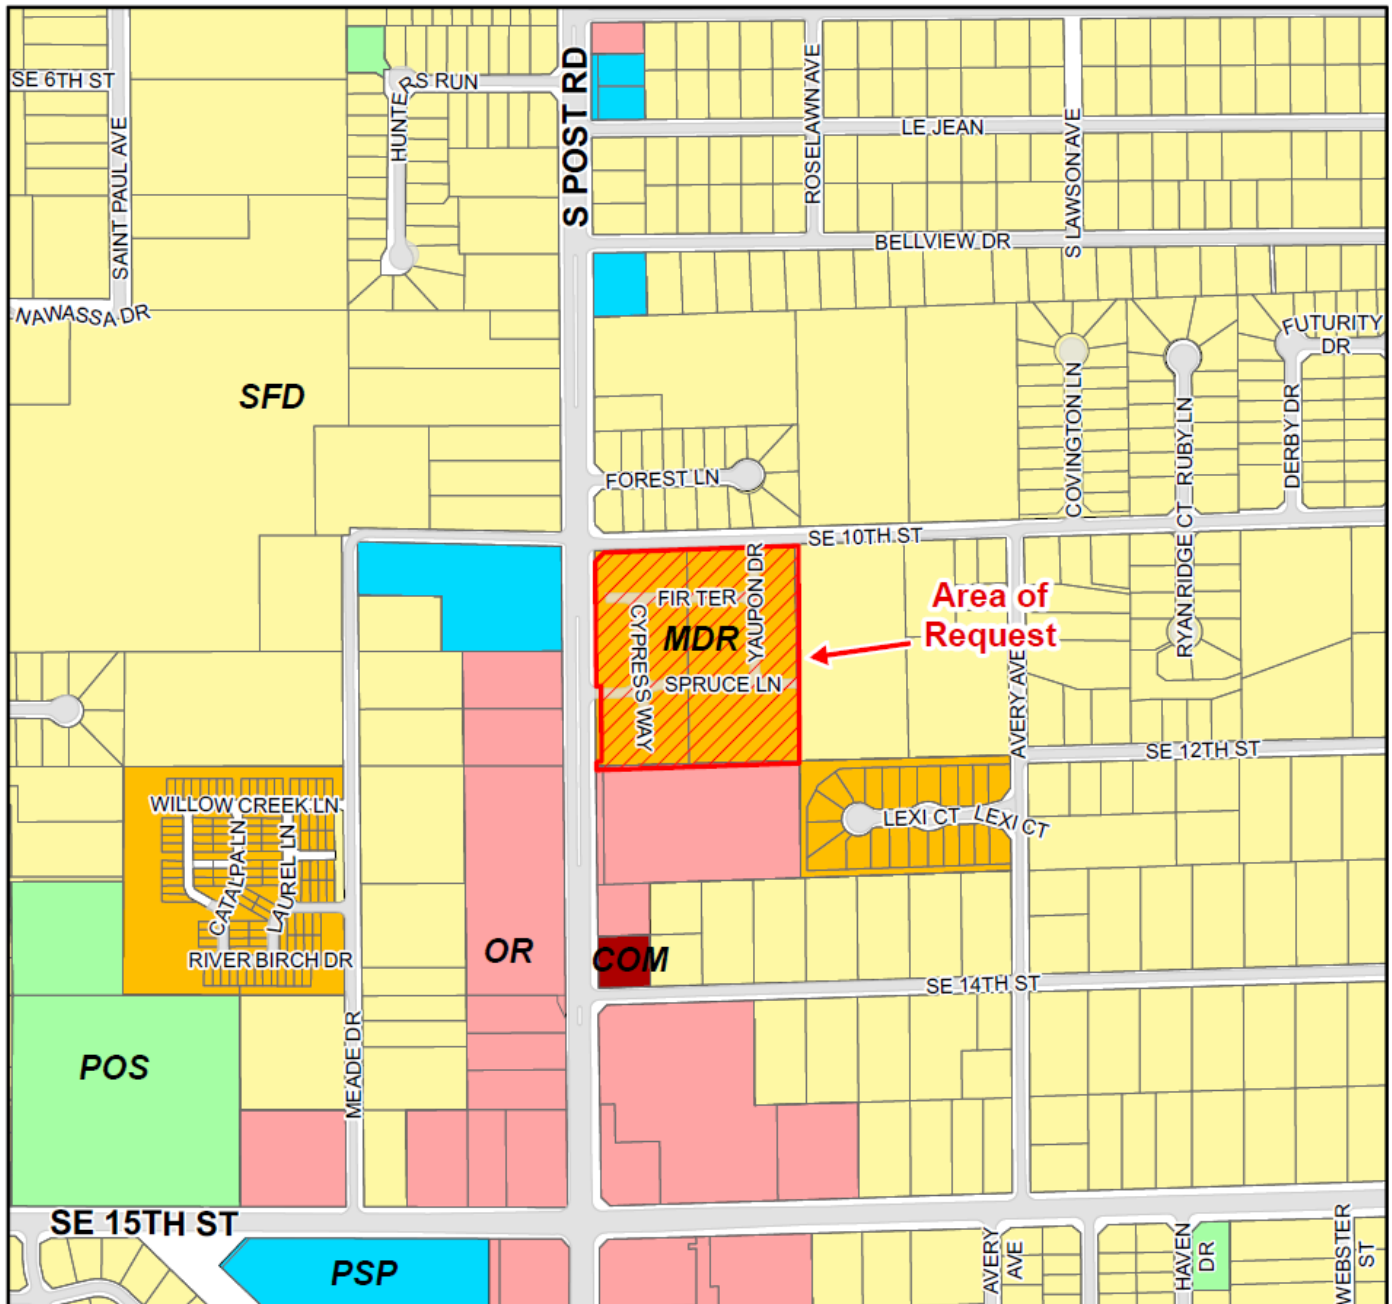 SE 6TH ST
SAINT PAUL AVE
HUNTERS RUN
S POST RD
ROSELAWN AVE
LE JEAN
S LAWSON AVE
BELLVIEW DR
NAWASSA DR
FUTURITY
DR
SFD
COVINGTON LN
RUBY LN
DERBY DR
FOREST LN
SE 10TH ST
RYAN RIDGE CT
FIR TER
YAUPON DR
CYPRESS WAY
MDR
SPRUCE LN
Area of
Request
AVERY AVE
SE 12TH ST
WILLOW CREEK LN
CATALPA LN
LAUREL LN
RIVER BIRCH DR
LEXI CT
LEXI CT
OR
COM
SE 14TH ST
POS
MEADE DR
SE 15TH ST
PSP
AVERY
AVE
HAVEN
DR
WEBSTER
ST